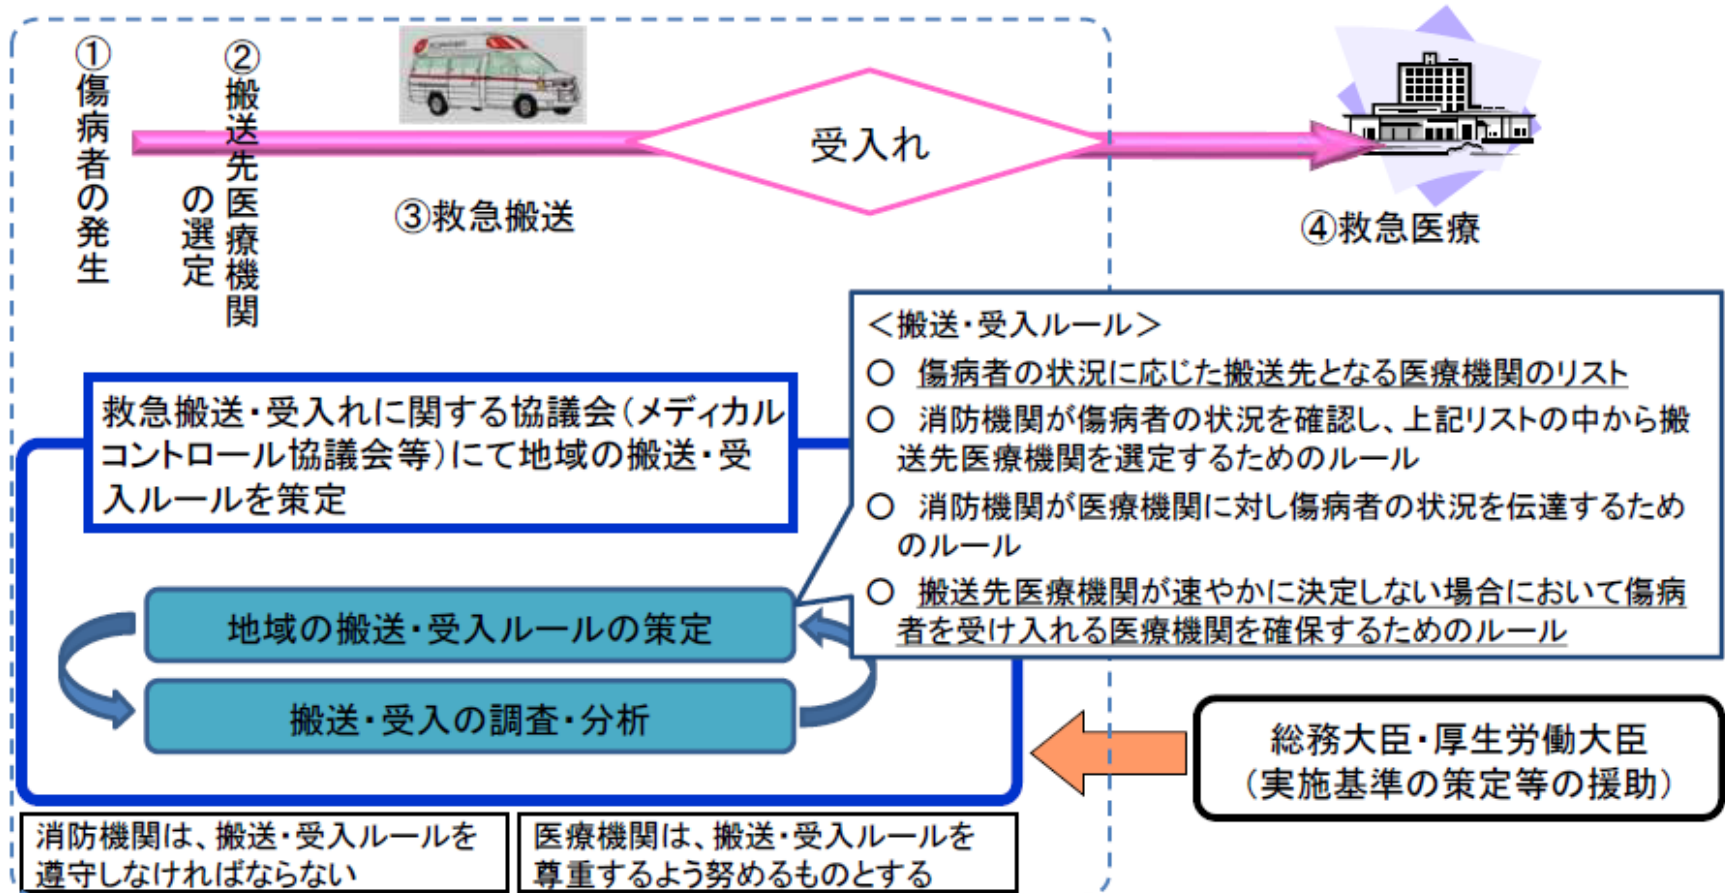 ①傷病者の発生
②搬送先医療機関
の選定
③救急搬送
受入れ
④救急医療
＜搬送・受入ルール＞
○ 傷病者の状況に応じた搬送先となる医療機関のリスト
○ 消防機関が傷病者の状況を確認し、上記リストの中から搬
送先医療機関を選定するためのルール
○ 消防機関が医療機関に対し傷病者の状況を伝達するため
のルール
○ 搬送先医療機関が速やかに決定しない場合において傷病
者を受け入れる医療機関を確保するためのルール
救急搬送・受入れに関する協議会（メディカル
コントロール協議会等）にて地域の搬送・受
入ルールを策定
地域の搬送・受入ルールの策定
搬送・受入の調査・分析
総務大臣・厚生労働大臣
（実施基準の策定等の援助）
消防機関は、搬送・受入ルールを
遵守しなければならない
医療機関は、搬送・受入ルールを
尊重するよう努めるものとする